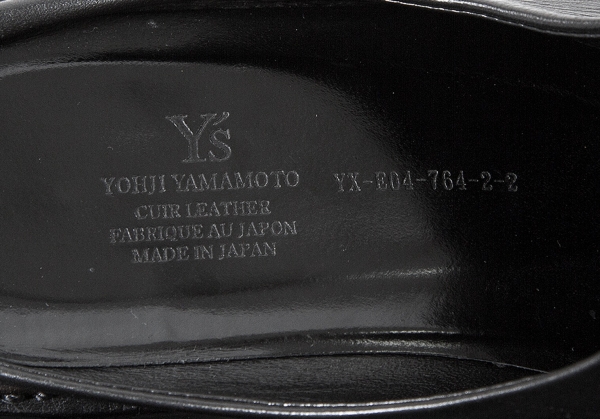 Y's
YOHJI YAMAMOTO
CUIR LEATHER
FABRIQUE AU JAPON
MADE IN JAPAN
YX-E04-764-2-2